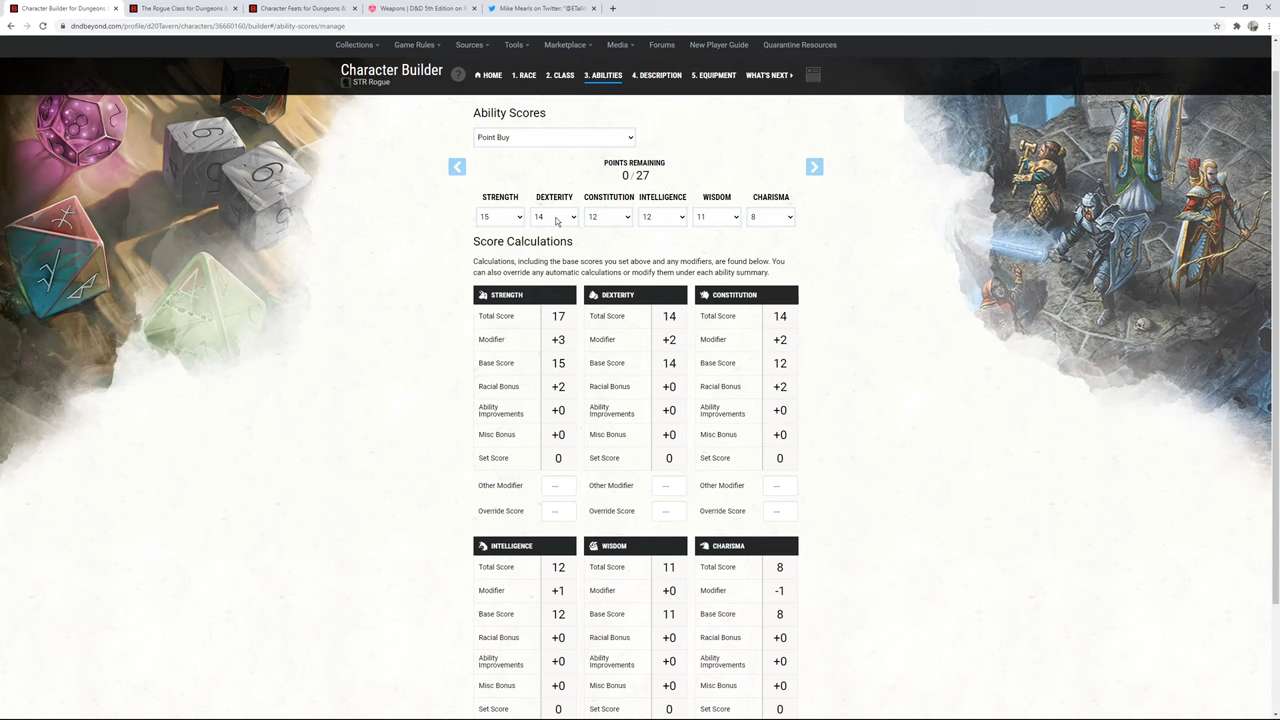 Character Builder for Dungeons &
The Rogue Class for Dungeons &
Character Feats for Dungeons &
Weapons | D&D 5th Edition on R
Mike Mearls on Twitter: "@ETall
dndbeyond.com/profile/d20Tavern/characters/36660160/builder#/ability-scores/manage
Collections Game Rules Sources Tools Marketplace Media Forums New Player Guide Quarantine Resources
Character Builder
STR Rogue
? HOME 1. RACE 2. CLASS 3. ABILITIES 4. DESCRIPTION 5. EQUIPMENT WHAT'S NEXT
Ability Scores
Point Buy
POINTS REMAINING
0 / 27
STRENGTH DEXTERITY CONSTITUTION INTELLIGENCE WISDOM CHARISMA
15 14 12 12 11 8
Score Calculations
Calculations, including the base scores you set above and any modifiers, are found below. You
can also override any automatic calculations or modify them under each ability summary.
STRENGTH DEXTERITY CONSTITUTION
Total Score 17 Total Score 14 Total Score 14
Modifier +3 Modifier +2 Modifier +2
Base Score 15 Base Score 14 Base Score 12
Racial Bonus +2 Racial Bonus +0 Racial Bonus +2
Ability Improvements +0 Ability Improvements +0 Ability Improvements +0
Misc Bonus +0 Misc Bonus +0 Misc Bonus +0
Set Score 0 Set Score 0 Set Score 0
Other Modifier -- Other Modifier -- Other Modifier --
Override Score -- Override Score -- Override Score --
INTELLIGENCE WISDOM CHARISMA
Total Score 12 Total Score 11 Total Score 8
Modifier +1 Modifier +0 Modifier -1
Base Score 12 Base Score 11 Base Score 8
Racial Bonus +0 Racial Bonus +0 Racial Bonus +0
Ability Improvements +0 Ability Improvements +0 Ability Improvements +0
Misc Bonus +0 Misc Bonus +0 Misc Bonus +0
Set Score 0 Set Score 0 Set Score 0